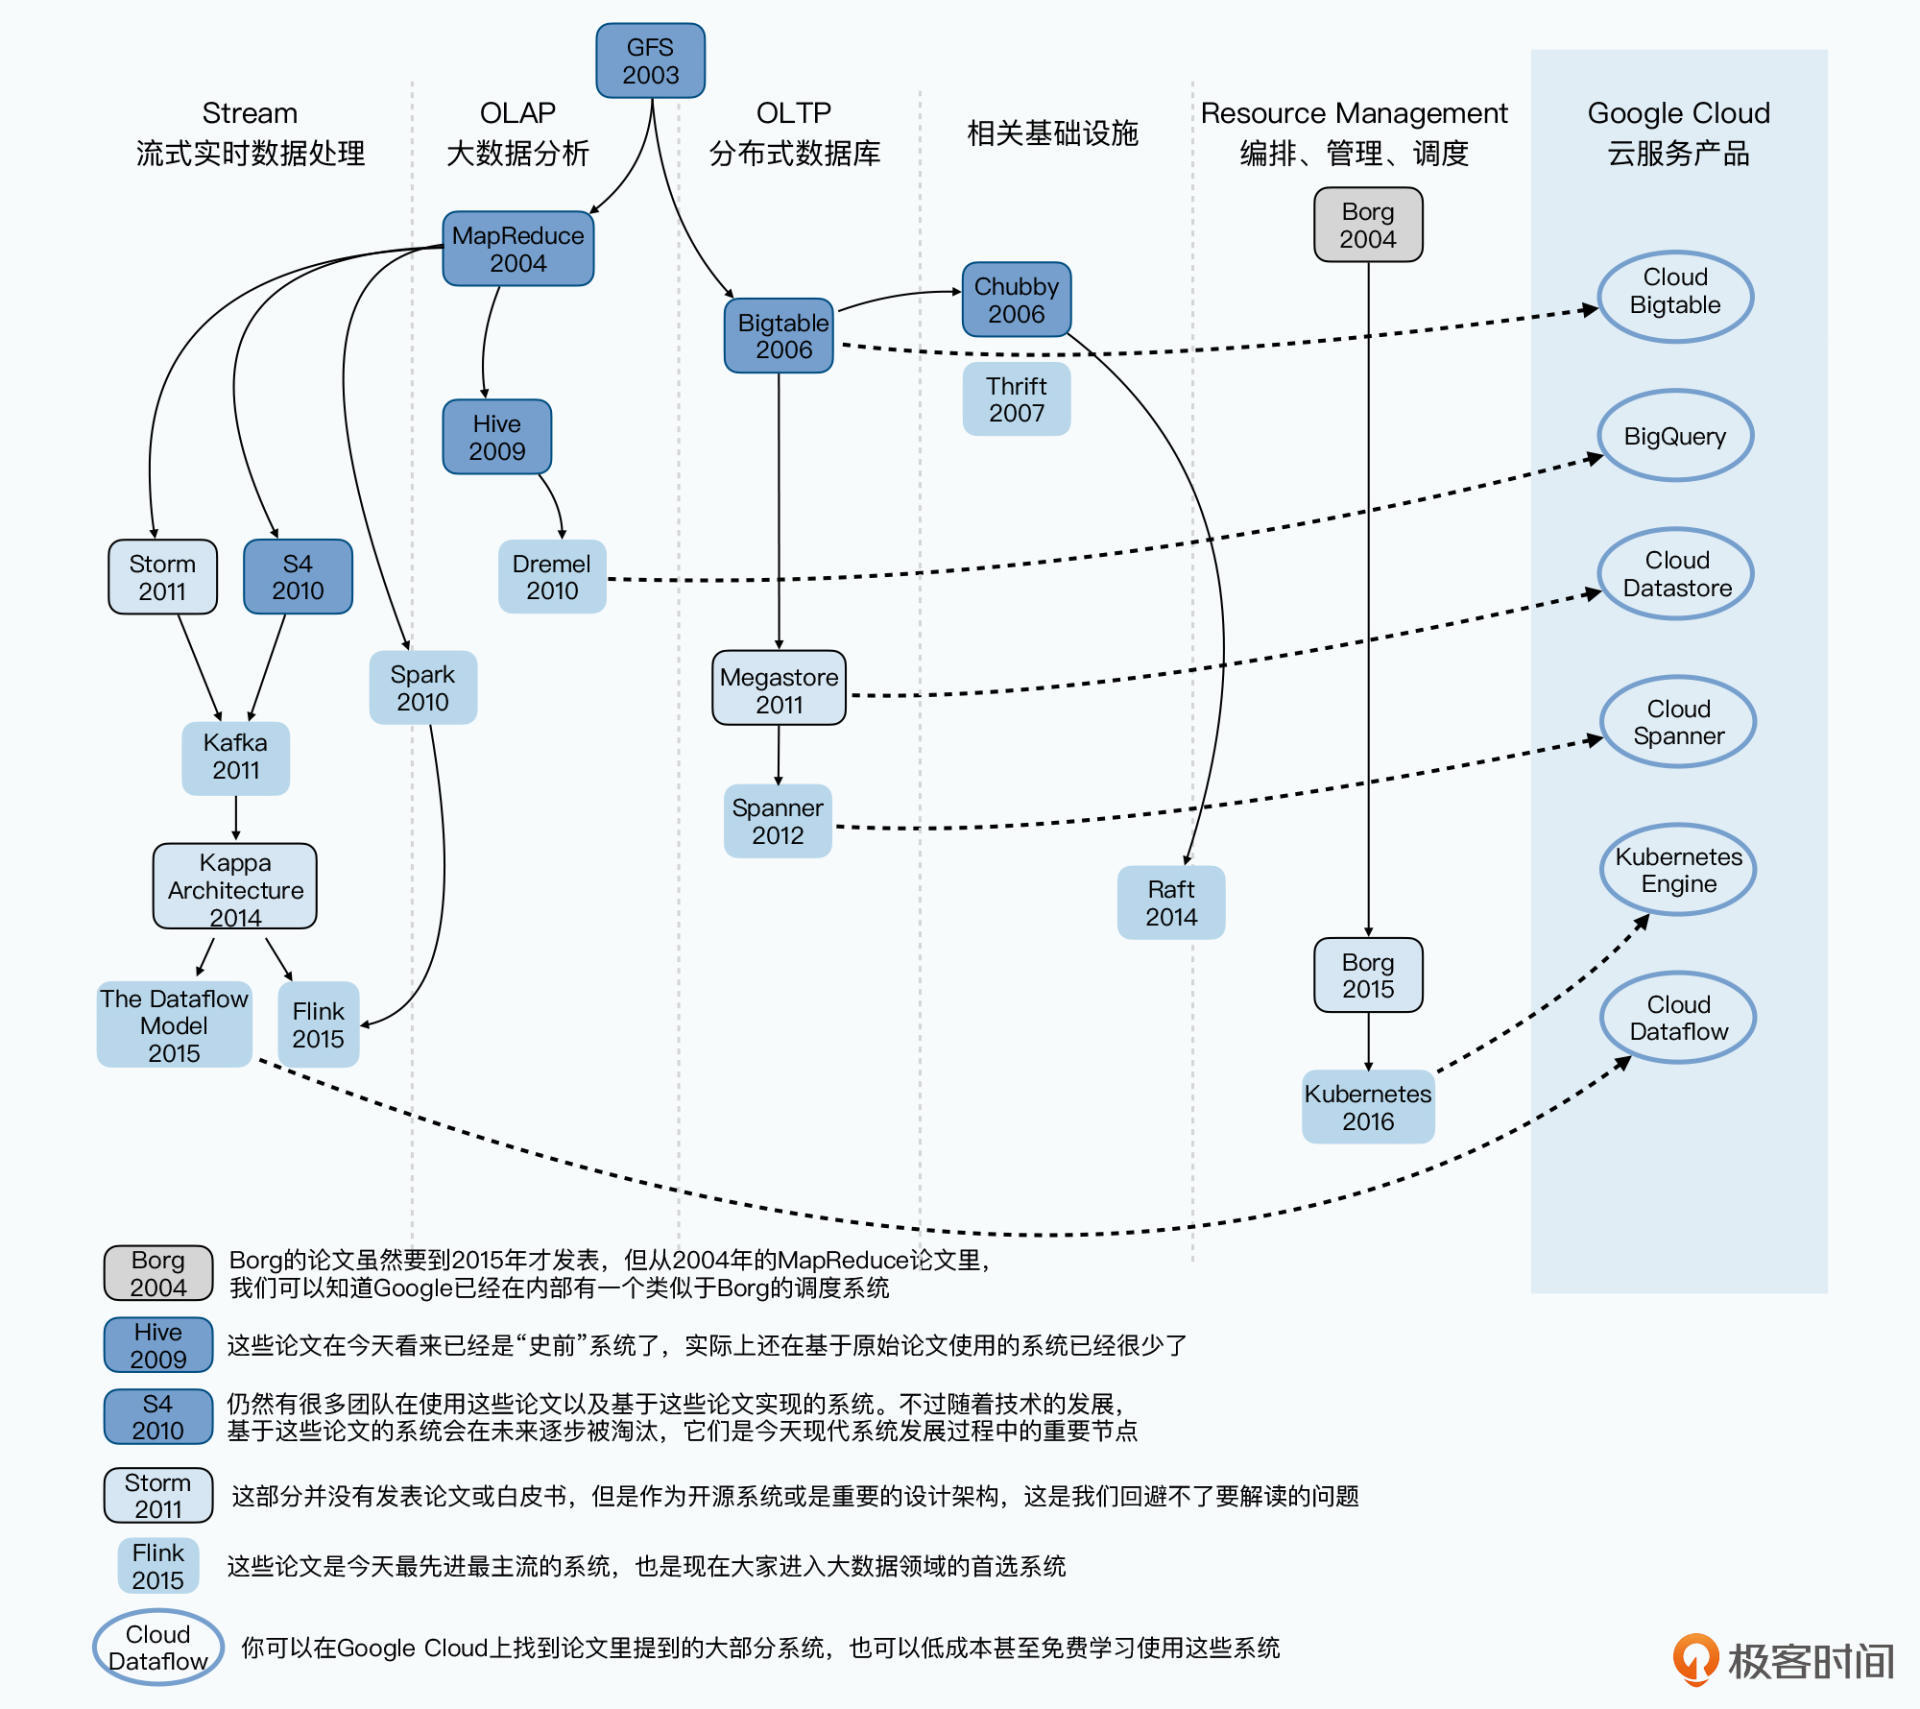 GFS
2003
Stream
流式实时数据处理
OLAP
大数据分析
OLTP
分布式数据库
相关基础设施
Resource Management
编排、管理、调度
Google Cloud
云服务产品
Borg
2004
MapReduce
2004
Cloud
Bigtable
Chubby
2006
Bigtable
2006
Thrift
2007
Hive
2009
BigQuery
Storm
2011
S4
2010
Dremel
2010
Cloud
Datastore
Spark
2010
Megastore
2011
Cloud
Spanner
Kafka
2011
Spanner
2012
Kappa
Architecture
2014
Raft
2014
Kubernetes
Engine
Borg
2015
The Dataflow
Model
2015
Flink
2015
Cloud
Dataflow
Kubernetes
2016
Borg
2004
Borg的论文虽然要到2015年才发表，但从2004年的MapReduce论文里，
我们可以知道Google已经在内部有一个类似于Borg的调度系统
Hive
2009
这些论文在今天看来已经是“史前”系统了，实际上还在基于原始论文使用的系统已经很少了
S4
2010
仍然有很多团队在使用这些论文以及基于这些论文实现的系统。不过随着技术的发展，
基于这些论文的系统会在未来逐步被淘汰，它们是今天现代系统发展过程中的重要节点
Storm
2011
这部分并没有发表论文或白皮书，但是作为开源系统或是重要的设计架构，这是我们回避不了要解读的问题
Flink
2015
这些论文是今天最先进最主流的系统，也是现在大家进入大数据领域的首选系统
Cloud
Dataflow
你可以在Google Cloud上找到论文里提到的大部分系统，也可以低成本甚至免费学习使用这些系统
极客时间